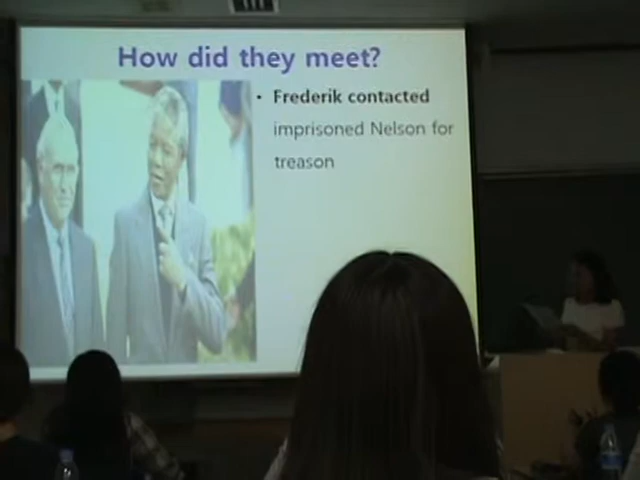 How did they meet?
• Frederik contacted
imprisoned Nelson for
treason